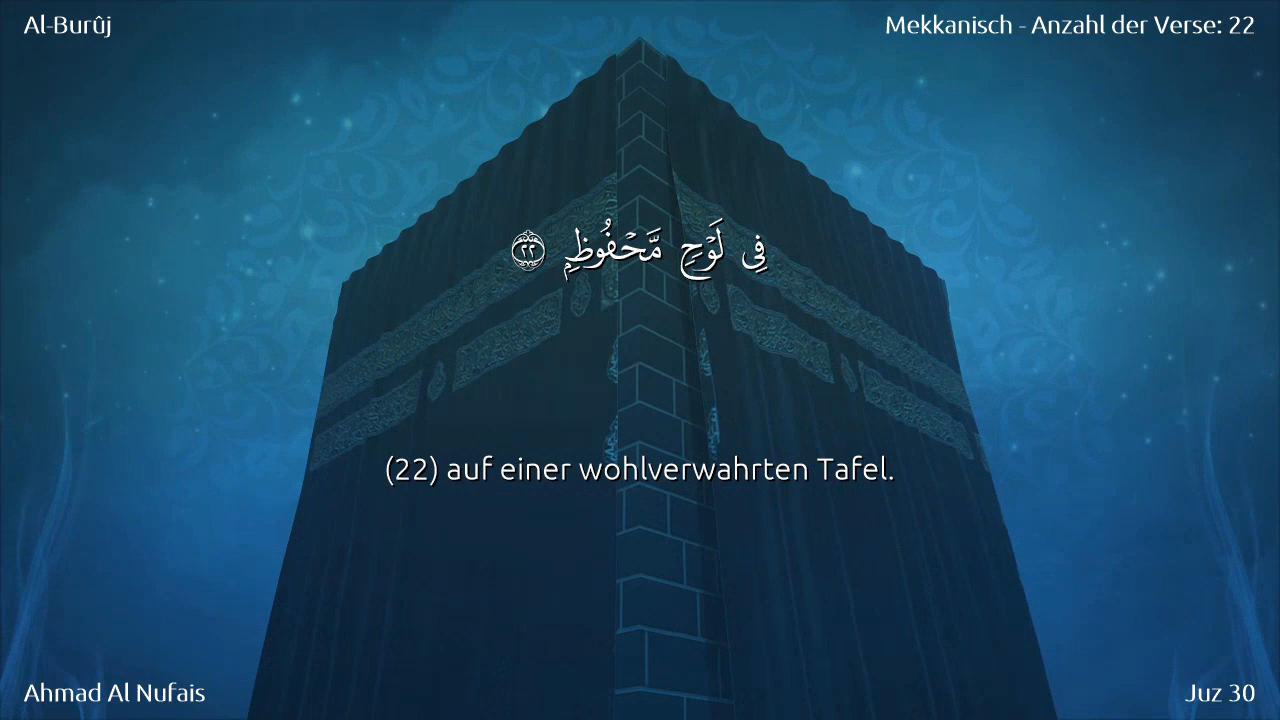 Al-Burûj
Mekkanisch - Anzahl der Verse: 22
فِى لَوْحٍ مَّحْفُوظٍۭ ٢٢
(22) auf einer wohlverwahrten Tafel.
Ahmad Al Nufais
Juz 30